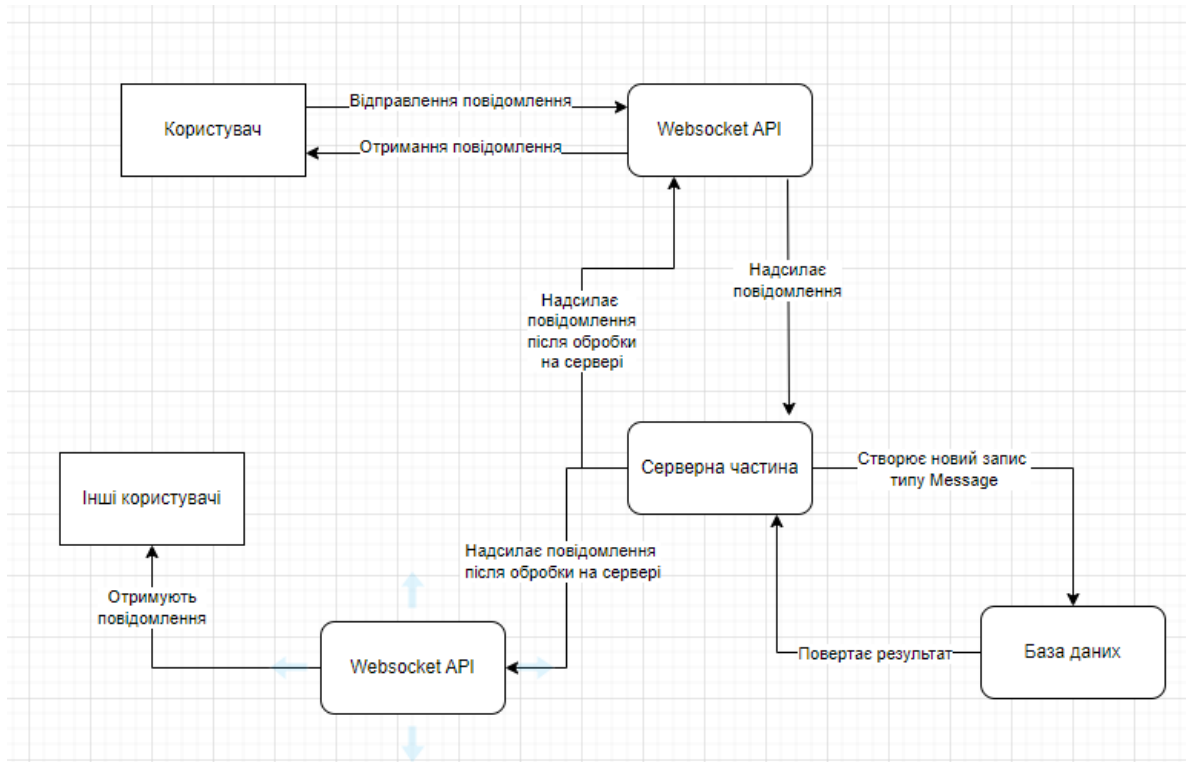 Відправлення повідомлення
Користувач
Websocket API
Отримання повідомлення
Надсилає
повідомлення
Надсилає
повідомлення
після обробки
на сервері
Серверна частина
Створює новий запис
типу Message
Інші користувачі
Надсилає повідомлення
після обробки на сервері
Отримують
повідомлення
Websocket API
Повертає результат
База даних